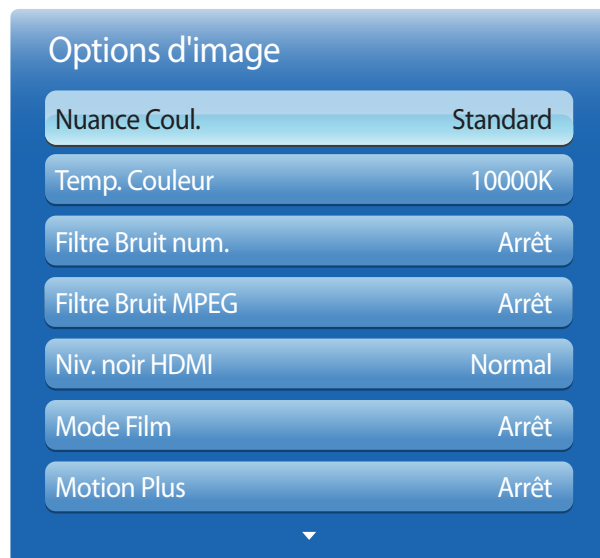 Options d'image
Nuance Coul. Standard
Temp. Couleur 10000K
Filtre Bruit num. Arrêt
Filtre Bruit MPEG Arrêt
Niv. noir HDMI Normal
Mode Film Arrêt
Motion Plus Arrêt